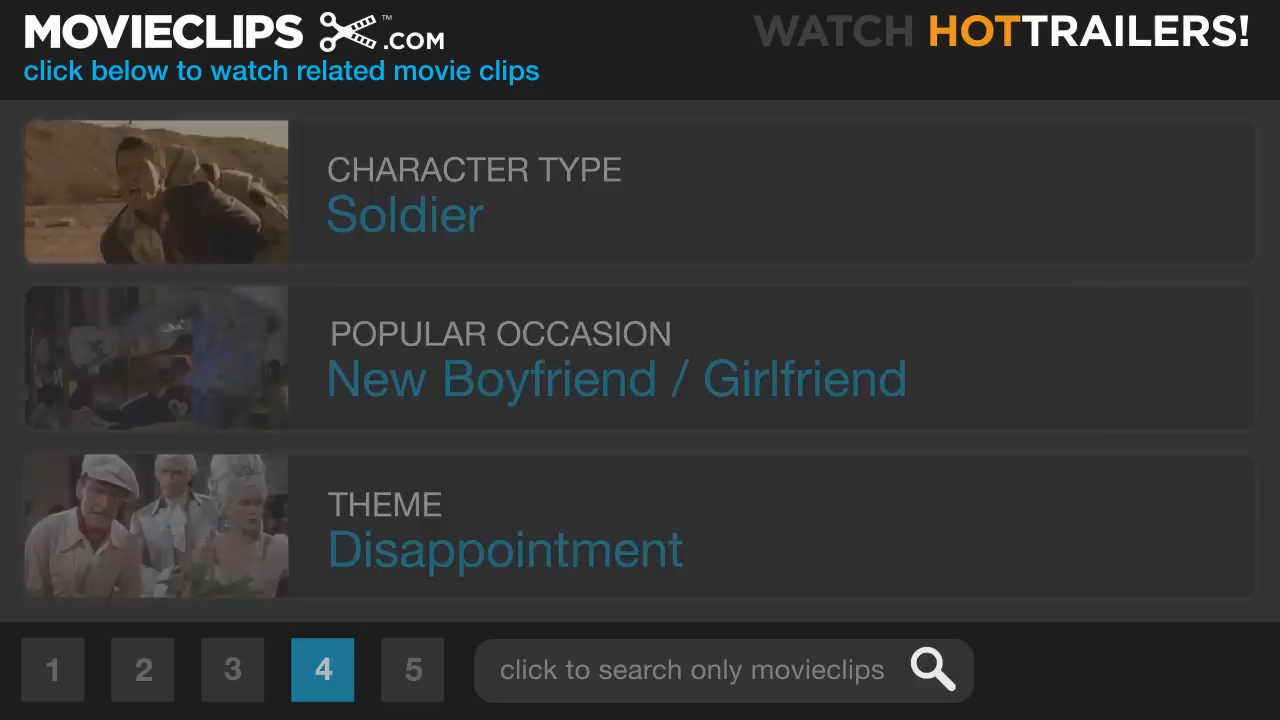 MOVIECLIPS ™ .COM
WATCH HOTTRAILERS!
click below to watch related movie clips
CHARACTER TYPE
Soldier
POPULAR OCCASION
New Boyfriend / Girlfriend
THEME
Disappointment
1 2 3 4 5 click to search only movieclips